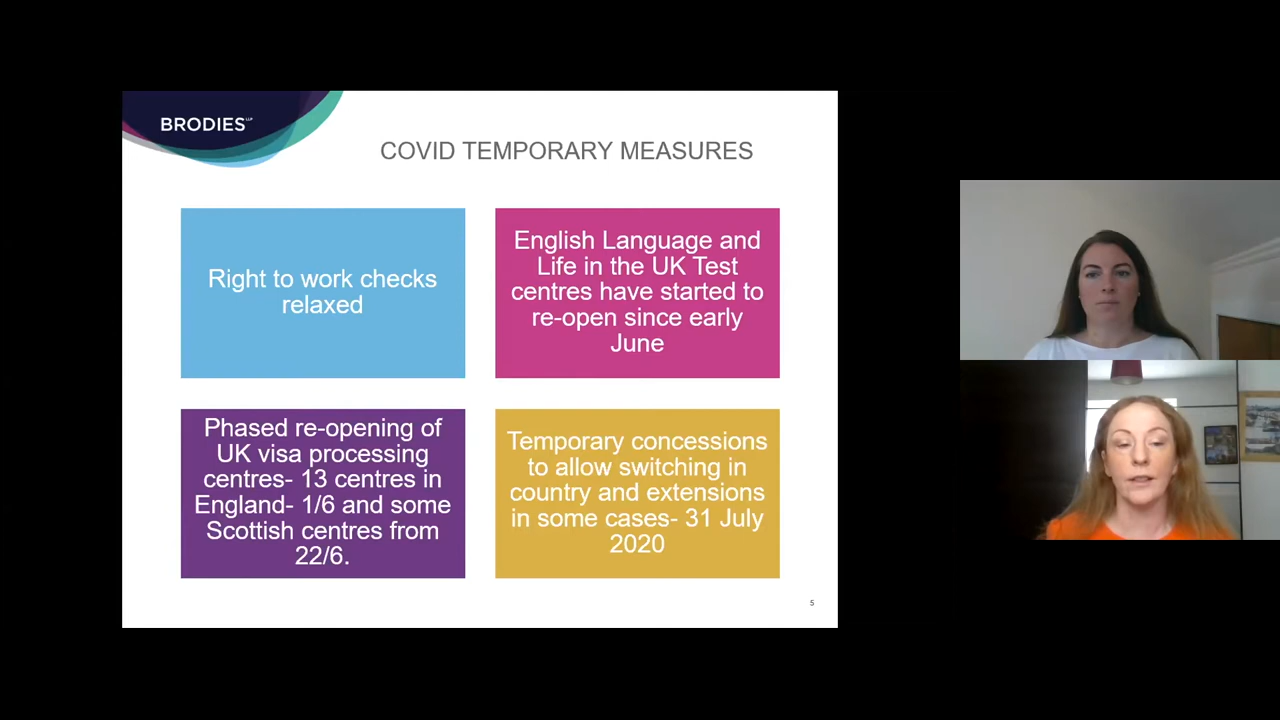 BRODIES LLP
COVID TEMPORARY MEASURES
Right to work checks
relaxed
English Language and
Life in the UK Test
centres have started to
re-open since early
June
Phased re-opening of
UK visa processing
centres- 13 centres in
England- 1/6 and some
Scottish centres from
22/6.
Temporary concessions
to allow switching in
country and extensions
in some cases- 31 July
2020
5